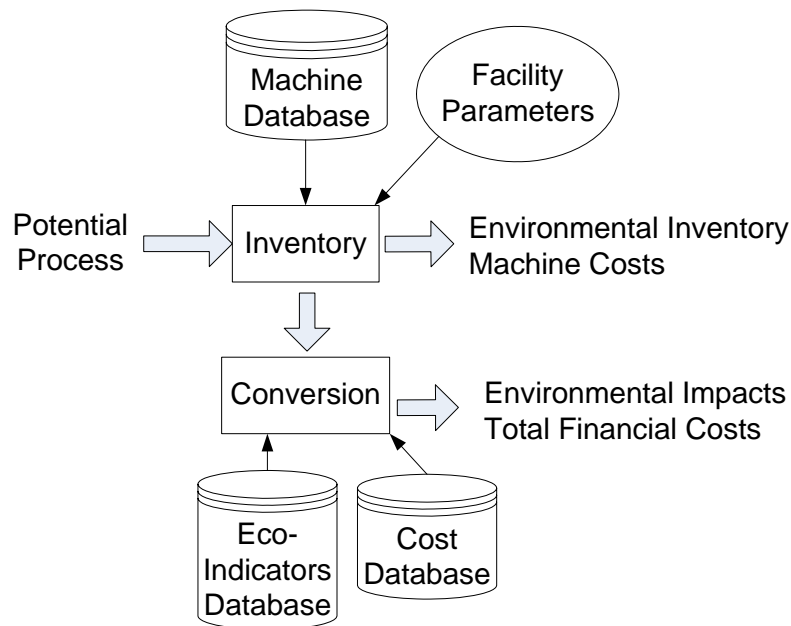 Machine
Database
Facility
Parameters
Potential
Process
Inventory
Environmental Inventory
Machine Costs
Conversion
Environmental Impacts
Total Financial Costs
Eco-
Indicators
Database
Cost
Database